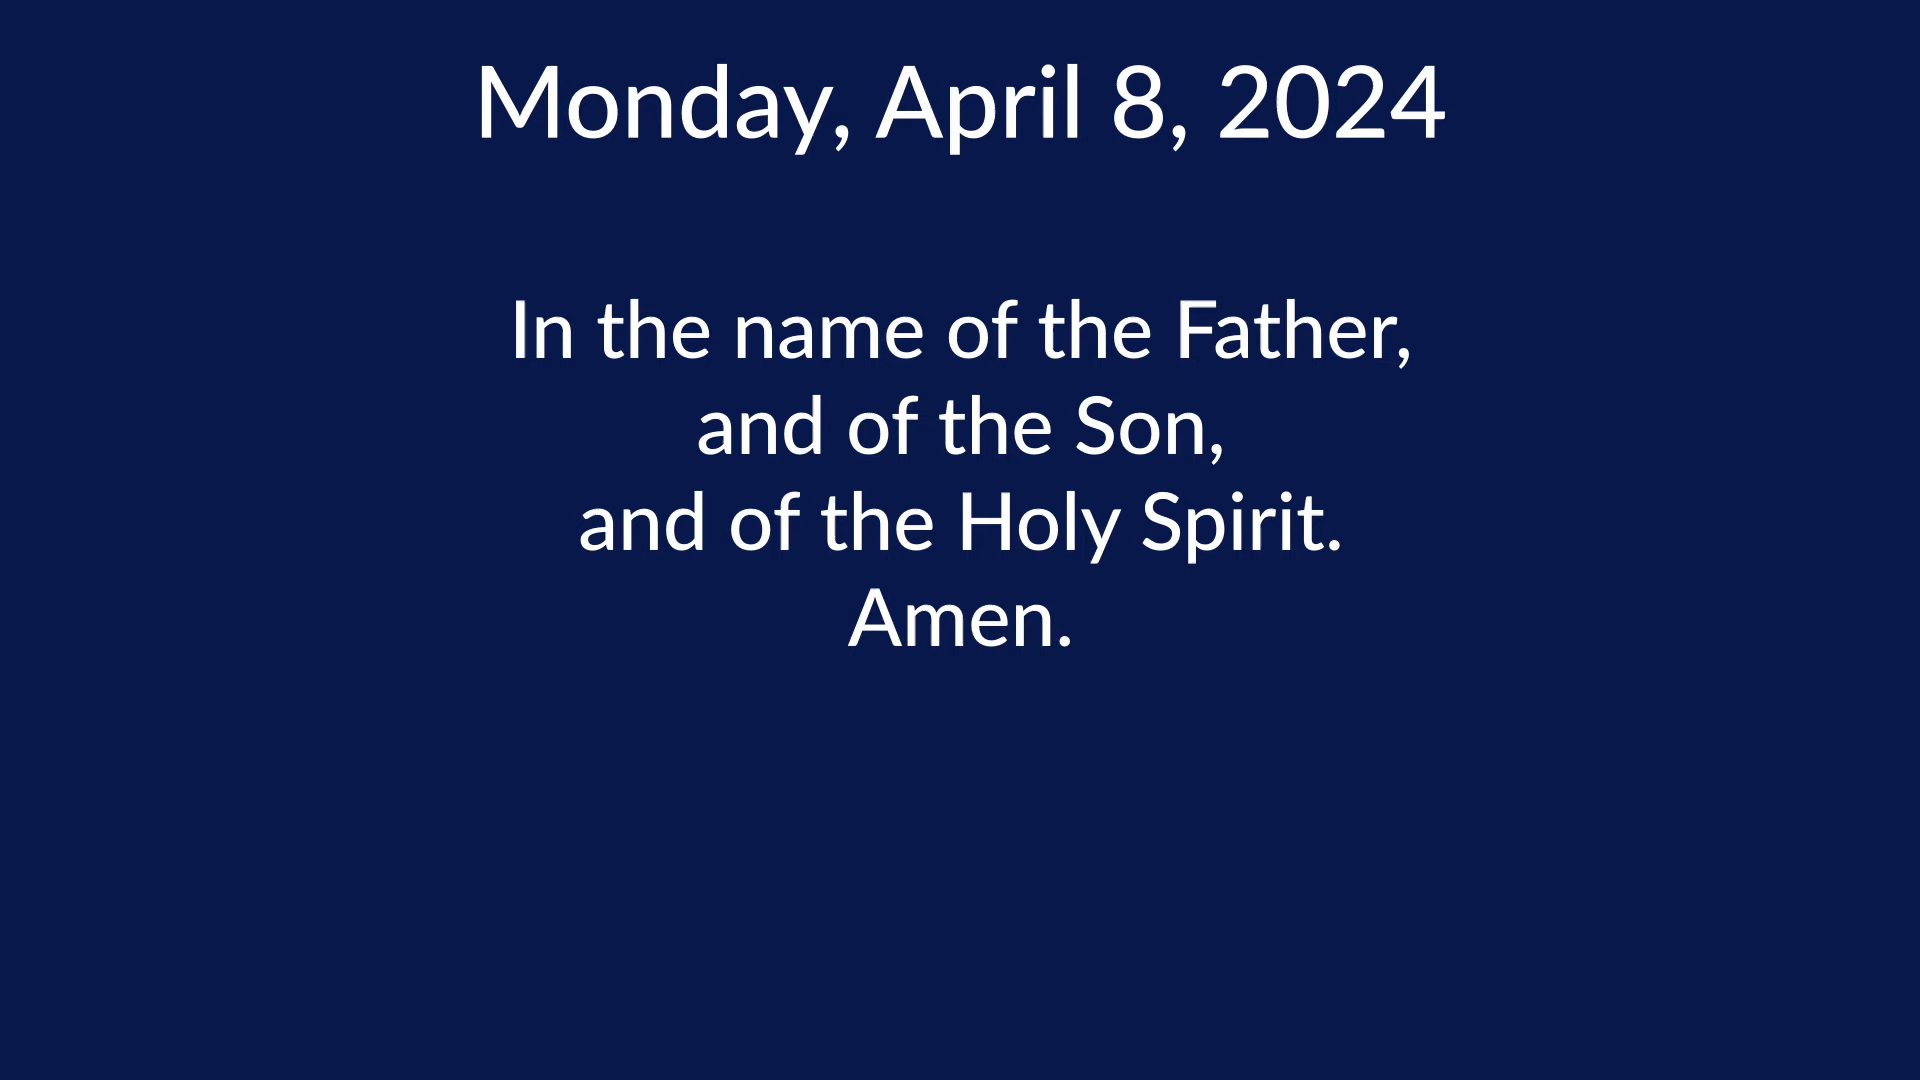 Monday, April 8, 2024
In the name of the Father,
and of the Son,
and of the Holy Spirit.
Amen.